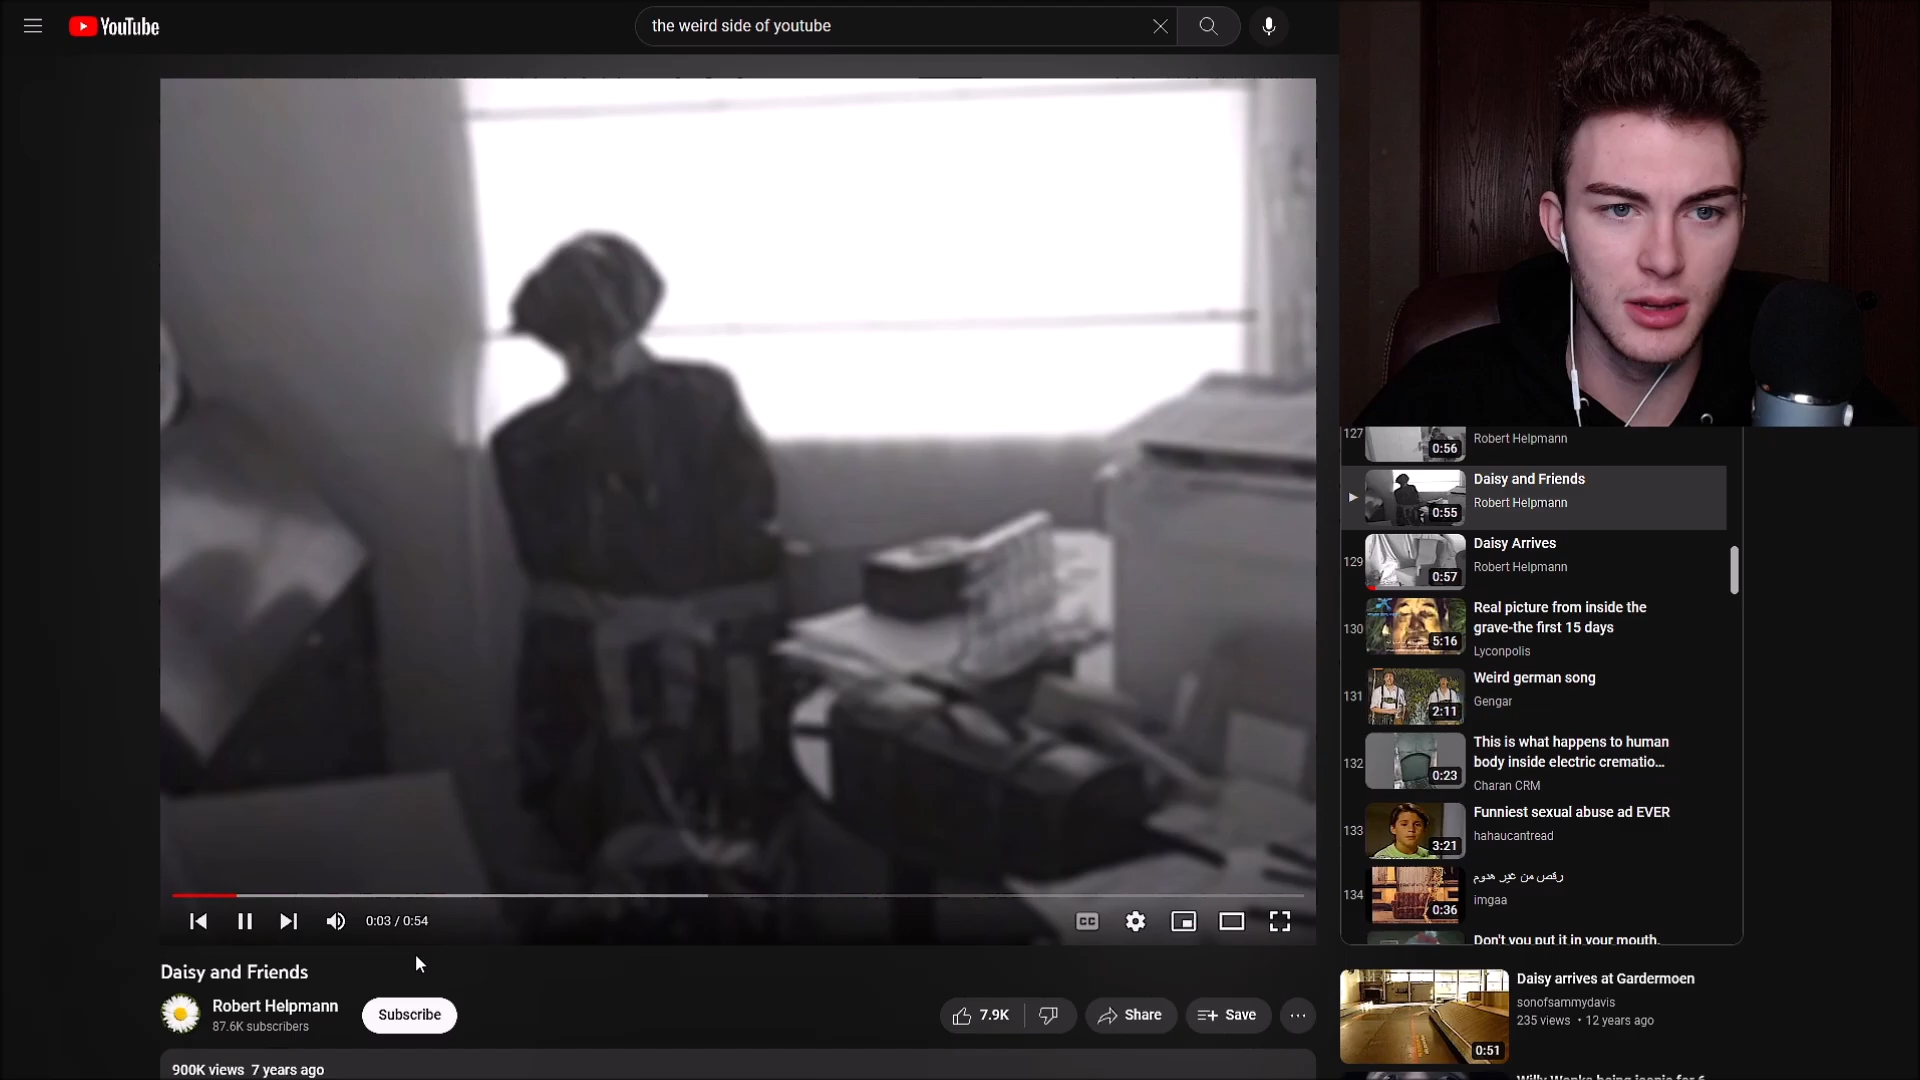 YouTube
the weird side of youtube
127
0:56
Robert Helpmann
Daisy and Friends
Robert Helpmann
0:55
129
Daisy Arrives
Robert Helpmann
0:57
130
Real picture from inside the
grave-the first 15 days
Lyconpolis
5:16
131
Weird german song
Gengar
2:11
132
This is what happens to human
body inside electric crematio...
Charan CRM
0:23
133
Funniest sexual abuse ad EVER
hahaucantread
3:21
134
رقص من غير هدوم
imgaa
0:36
Don't you put it in your mouth.
0:03 / 0:54
CC
Daisy and Friends
Robert Helpmann
87.6K subscribers
Subscribe
7.9K
Share
Save
900K views 7 years ago
Daisy arrives at Gardermoen
sonofsammydavis
235 views • 12 years ago
0:51